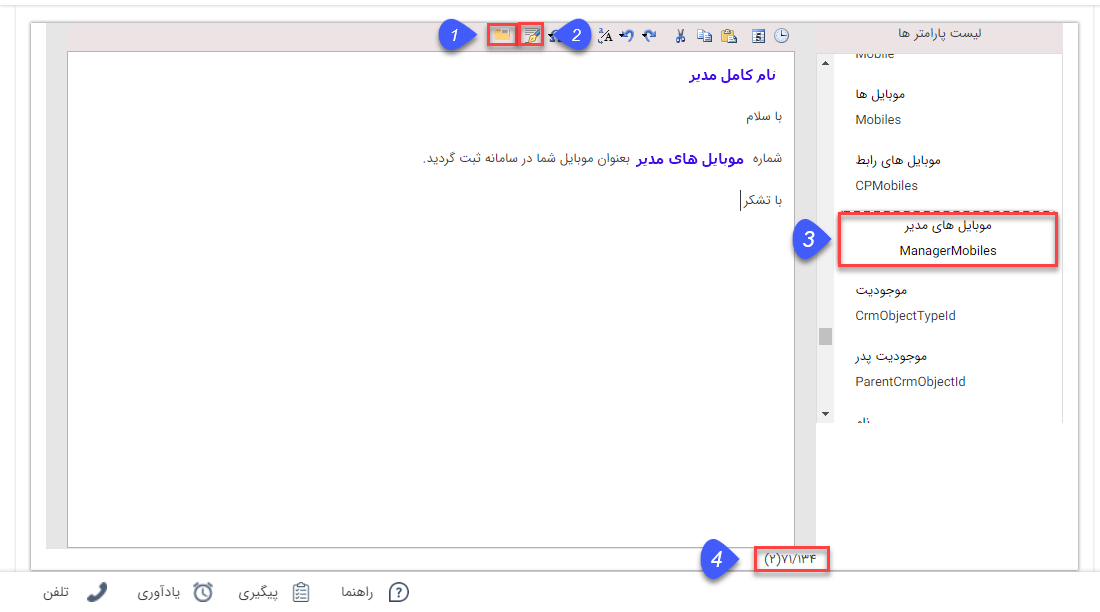 1
2
لیست پارامتر ها
Mobile
موبایل ها
Mobiles
موبایل های رابط
CPMobiles
3
موبایل های مدیر
ManagerMobiles
موجودیت
CrmObjectTypeId
موجودیت پدر
ParentCrmObjectId
نام
نام کامل مدیر
با سلام
شماره موبایل های مدیر بعنوان موبایل شما در سامانه ثبت گردید.
با تشکر
4
۷۱/۱۳۴(۲)
راهنما
پیگیری
یادآوری
تلفن